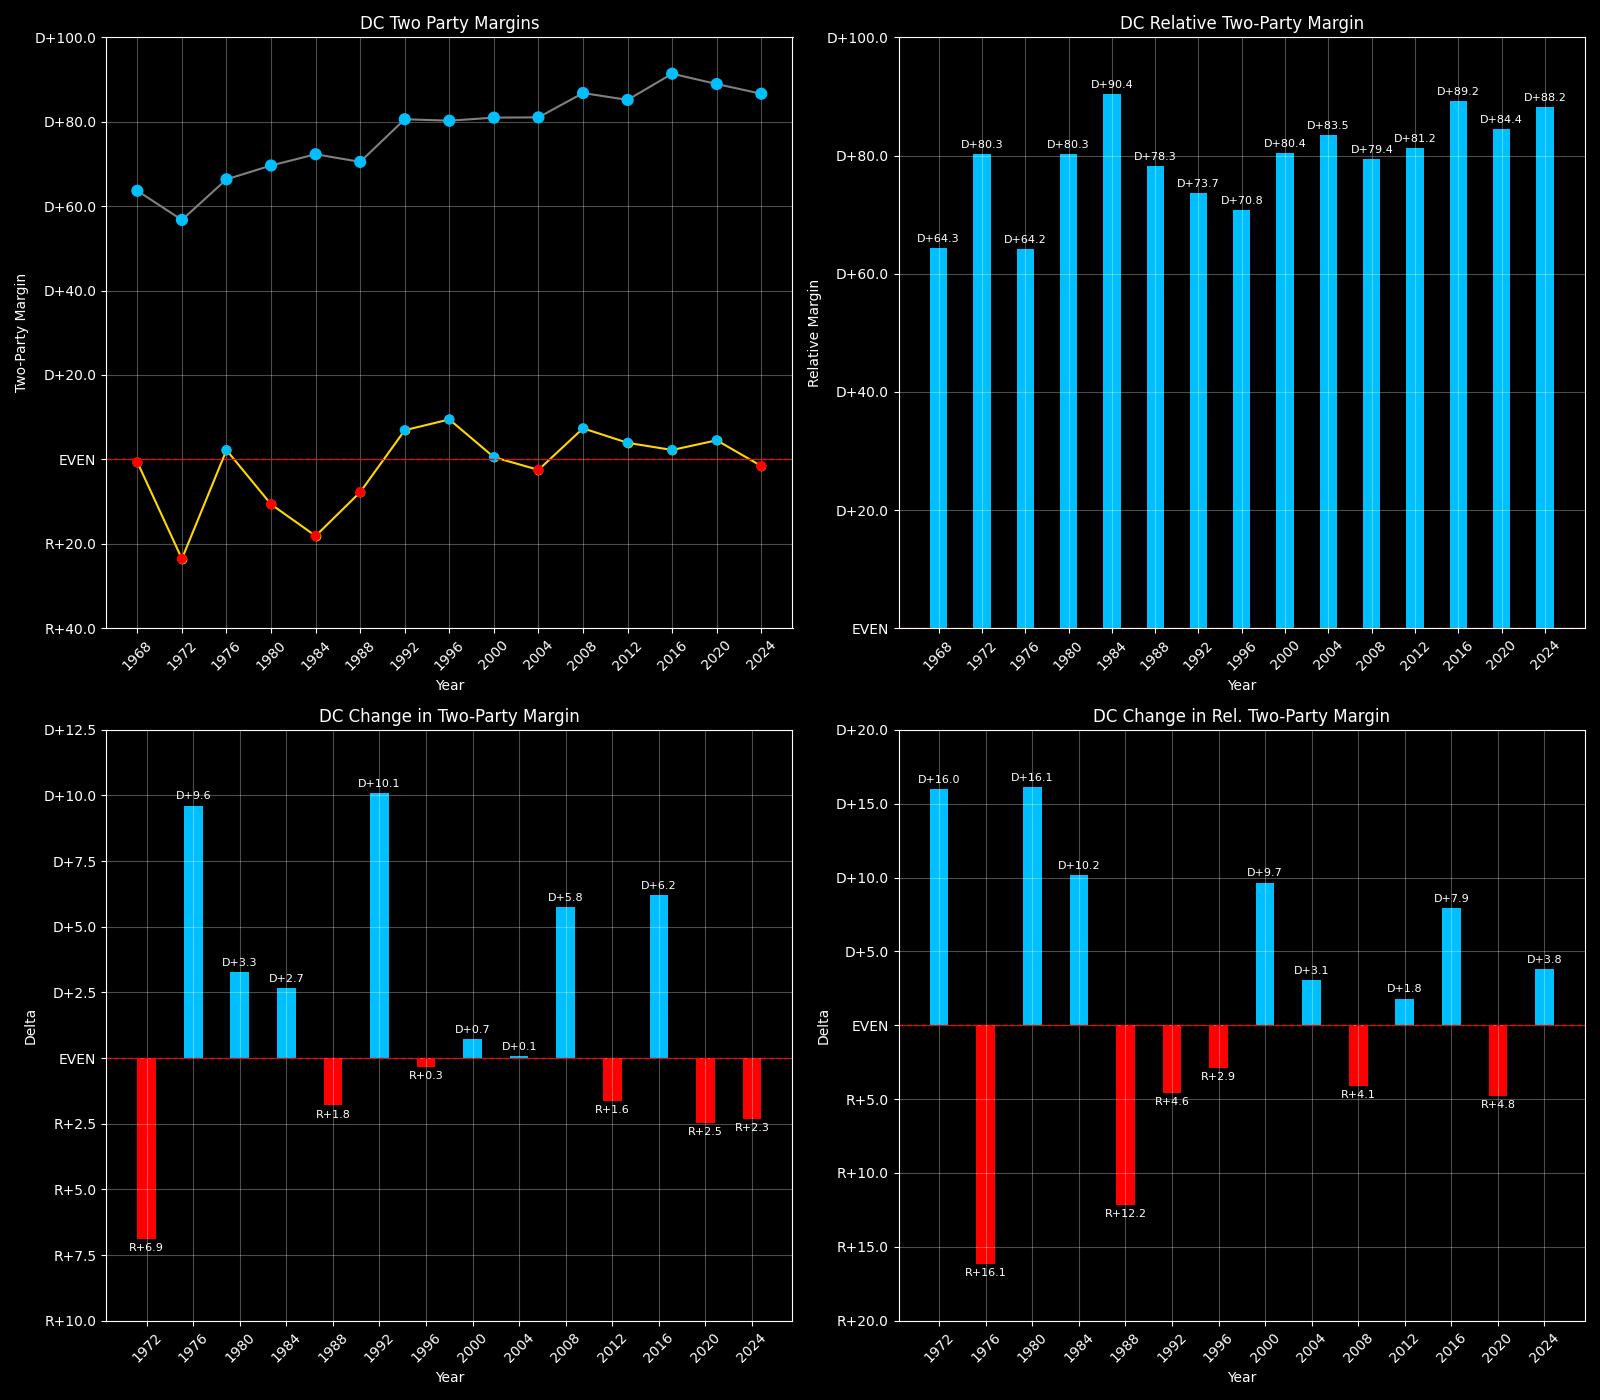 DC Two Party Margins
D+100.0
D+80.0
D+60.0
D+40.0
D+20.0
EVEN
R+20.0
R+40.0
Two-Party Margin
1968
1972
1976
1980
1984
1988
1992
1996
2000
2004
2008
2012
2016
2020
2024
Year
DC Relative Two-Party Margin
D+100.0
D+80.0
D+60.0
D+40.0
D+20.0
EVEN
Relative Margin
D+64.3
D+80.3
D+64.2
D+80.3
D+90.4
D+78.3
D+73.7
D+70.8
D+80.4
D+83.5
D+79.4
D+81.2
D+89.2
D+84.4
D+88.2
1968
1972
1976
1980
1984
1988
1992
1996
2000
2004
2008
2012
2016
2020
2024
Year
DC Change in Two-Party Margin
D+12.5
D+10.0
D+7.5
D+5.0
D+2.5
EVEN
R+2.5
R+5.0
R+7.5
R+10.0
Delta
R+6.9
D+9.6
D+3.3
D+2.7
R+1.8
D+10.1
R+0.3
D+0.7
D+0.1
D+5.8
R+1.6
D+6.2
R+2.5
R+2.3
1972
1976
1980
1984
1988
1992
1996
2000
2004
2008
2012
2016
2020
2024
Year
DC Change in Rel. Two-Party Margin
D+20.0
D+15.0
D+10.0
D+5.0
EVEN
R+5.0
R+10.0
R+15.0
R+20.0
Delta
D+16.0
R+16.1
D+16.1
D+10.2
R+12.2
R+4.6
R+2.9
D+9.7
D+3.1
R+4.1
D+1.8
D+7.9
R+4.8
D+3.8
1972
1976
1980
1984
1988
1992
1996
2000
2004
2008
2012
2016
2020
2024
Year